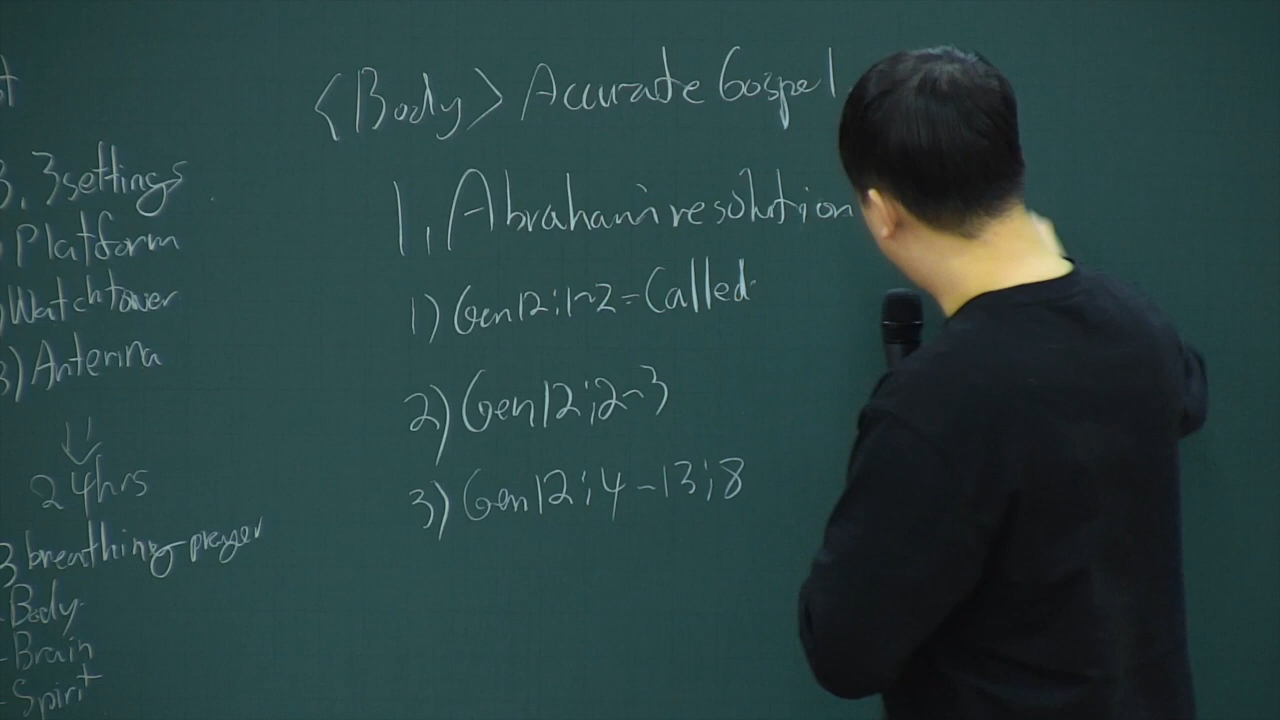 <Body> Accurate Gospel
1, Abraham's resolution
1) Gen12:1~2=Called
2) Gen12:2~3
3) Gen12:4-13:8
3. 3settings
Platform
Watchtower
3) Antenna
24hrs
3 breathing prayer
-Body
-Brain
-Spirit